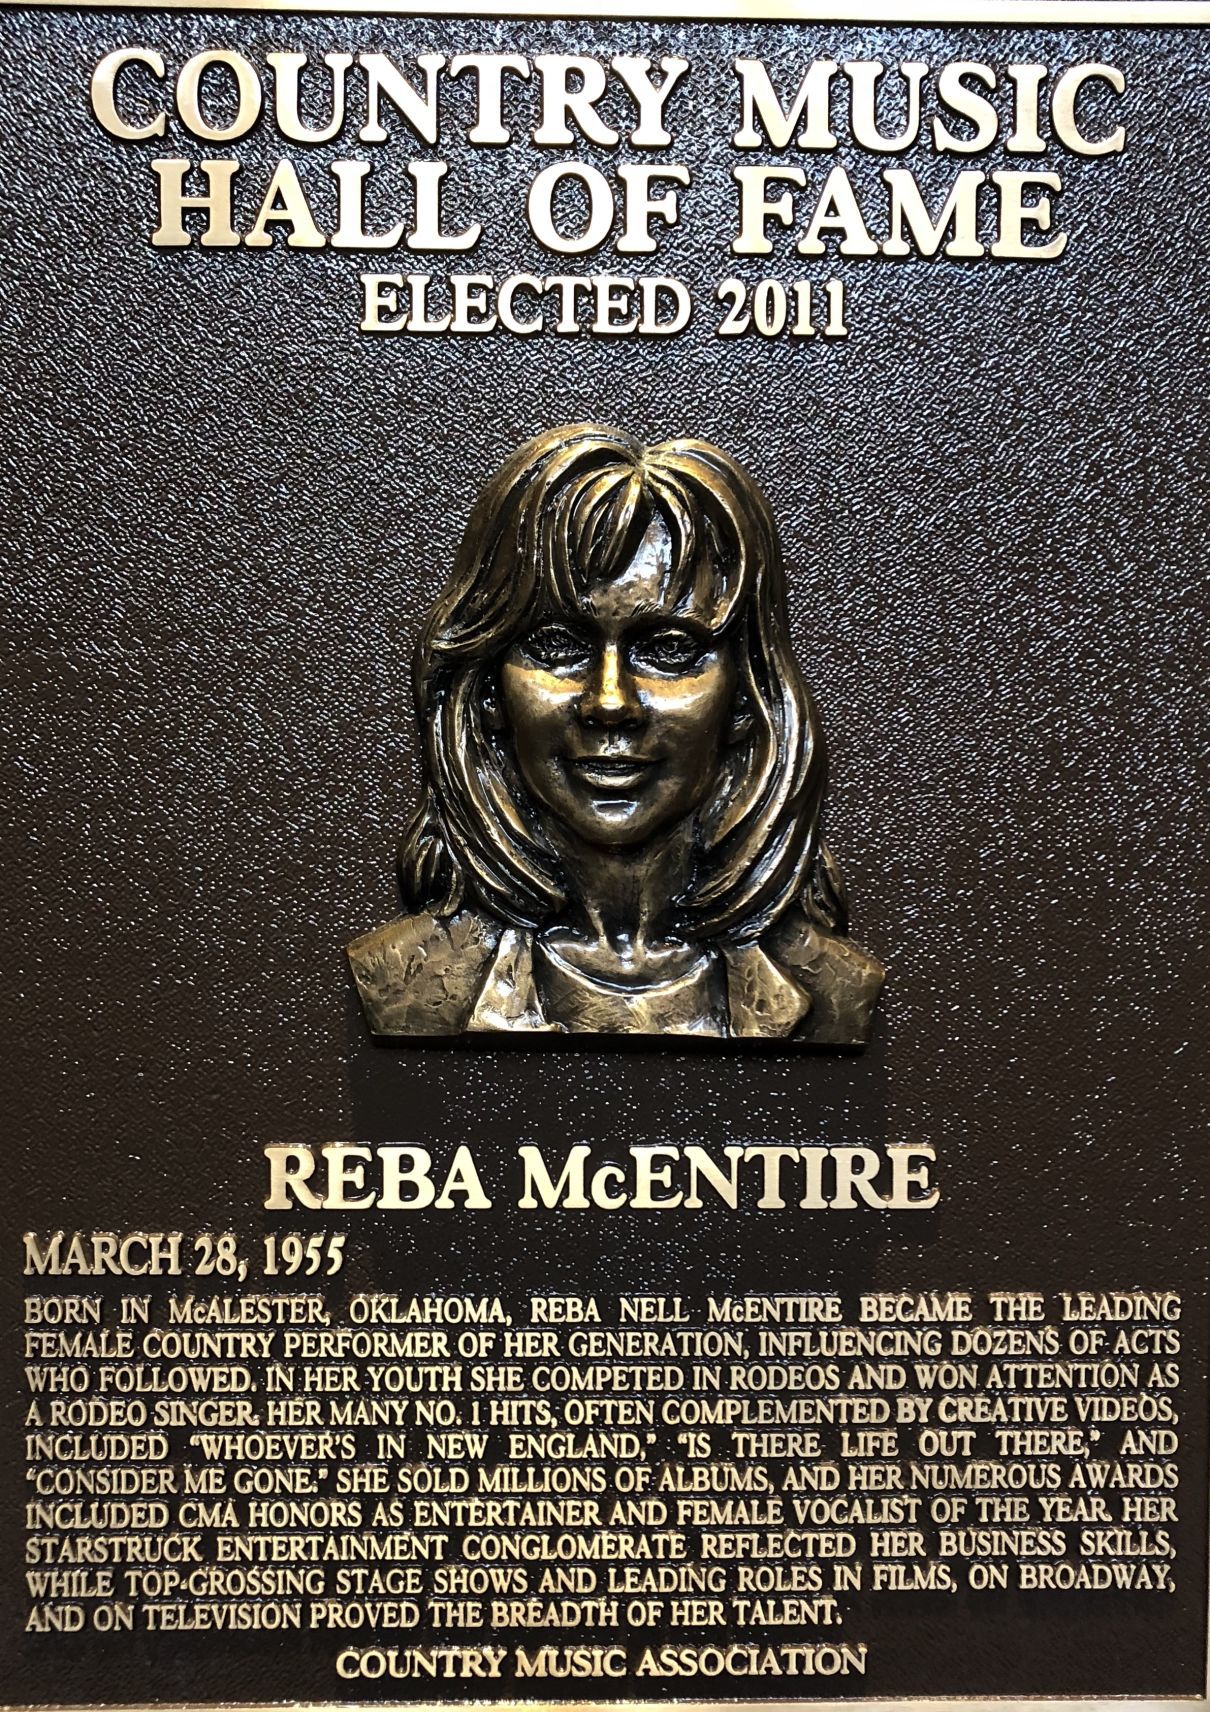 COUNTRY MUSIC
HALL OF FAME
ELECTED 2011
REBA McENTIRE
MARCH 28, 1955
BORN IN McALESTER, OKLAHOMA, REBA NELL McENTIRE BECAME THE LEADING
FEMALE COUNTRY PERFORMER OF HER GENERATION, INFLUENCING DOZENS OF ACTS
WHO FOLLOWED. IN HER YOUTH SHE COMPETED IN RODEOS AND WON ATTENTION AS
A RODEO SINGER. HER MANY NO. 1 HITS, OFTEN COMPLEMENTED BY CREATIVE VIDEOS,
INCLUDED “WHOEVER'S IN NEW ENGLAND,” “IS THERE LIFE OUT THERE,” AND
“CONSIDER ME GONE.” SHE SOLD MILLIONS OF ALBUMS, AND HER NUMEROUS AWARDS
INCLUDED CMA HONORS AS ENTERTAINER AND FEMALE VOCALIST OF THE YEAR. HER
STARSTRUCK ENTERTAINMENT CONGLOMERATE REFLECTED HER BUSINESS SKILLS,
WHILE TOP-GROSSING STAGE SHOWS AND LEADING ROLES IN FILMS, ON BROADWAY,
AND ON TELEVISION PROVED THE BREADTH OF HER TALENT.
COUNTRY MUSIC ASSOCIATION